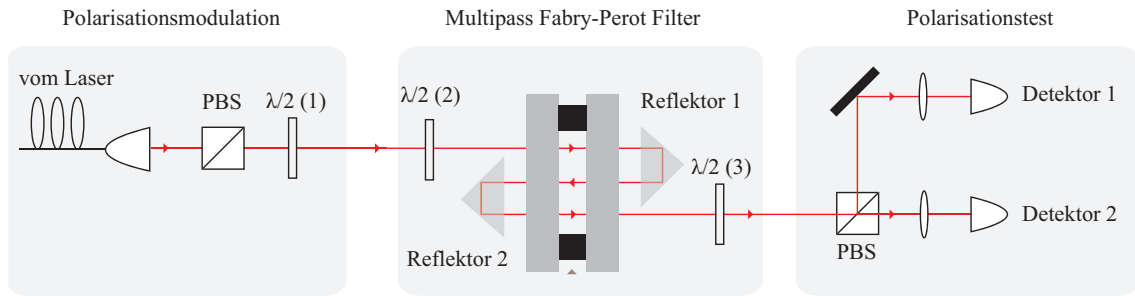 Polarisationsmodulation
Multipass Fabry-Perot Filter
Polarisationstest
vom Laser
PBS
λ/2 (1)
λ/2 (2)
Reflektor 1
Reflektor 2
λ/2 (3)
Detektor 1
Detektor 2
PBS